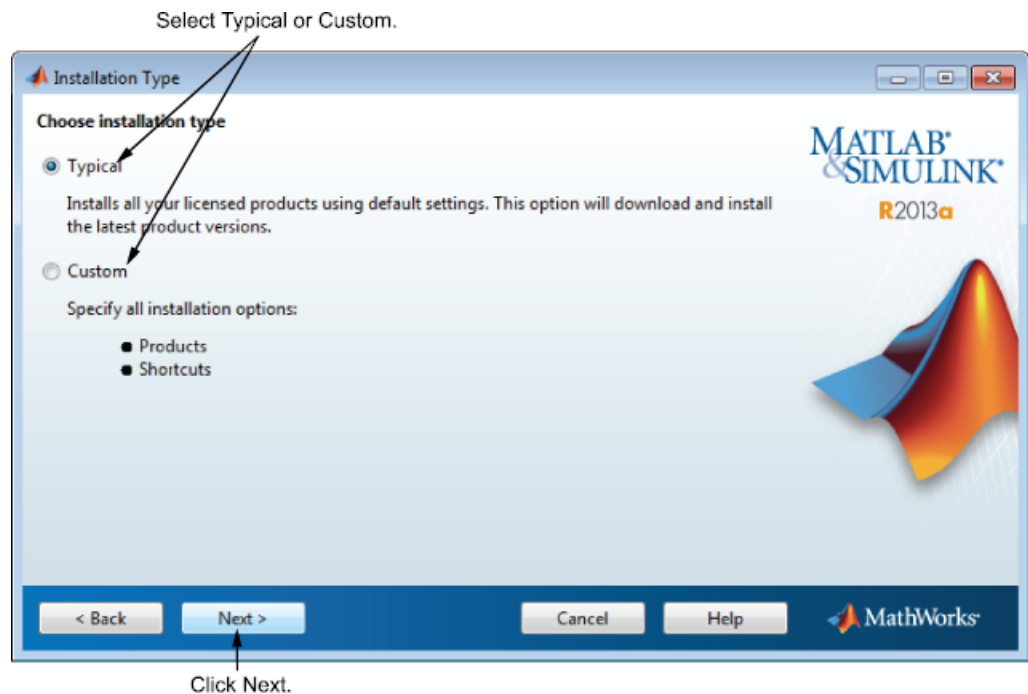 Select Typical or Custom.
Installation Type
Choose installation type
Typical
Installs all your licensed products using default settings. This option will download and install
the latest product versions.
Custom
Specify all installation options:
● Products
● Shortcuts
MATLAB®
&SIMULINK®
R2013a
< Back
Next >
Cancel
Help
MathWorks®
Click Next.